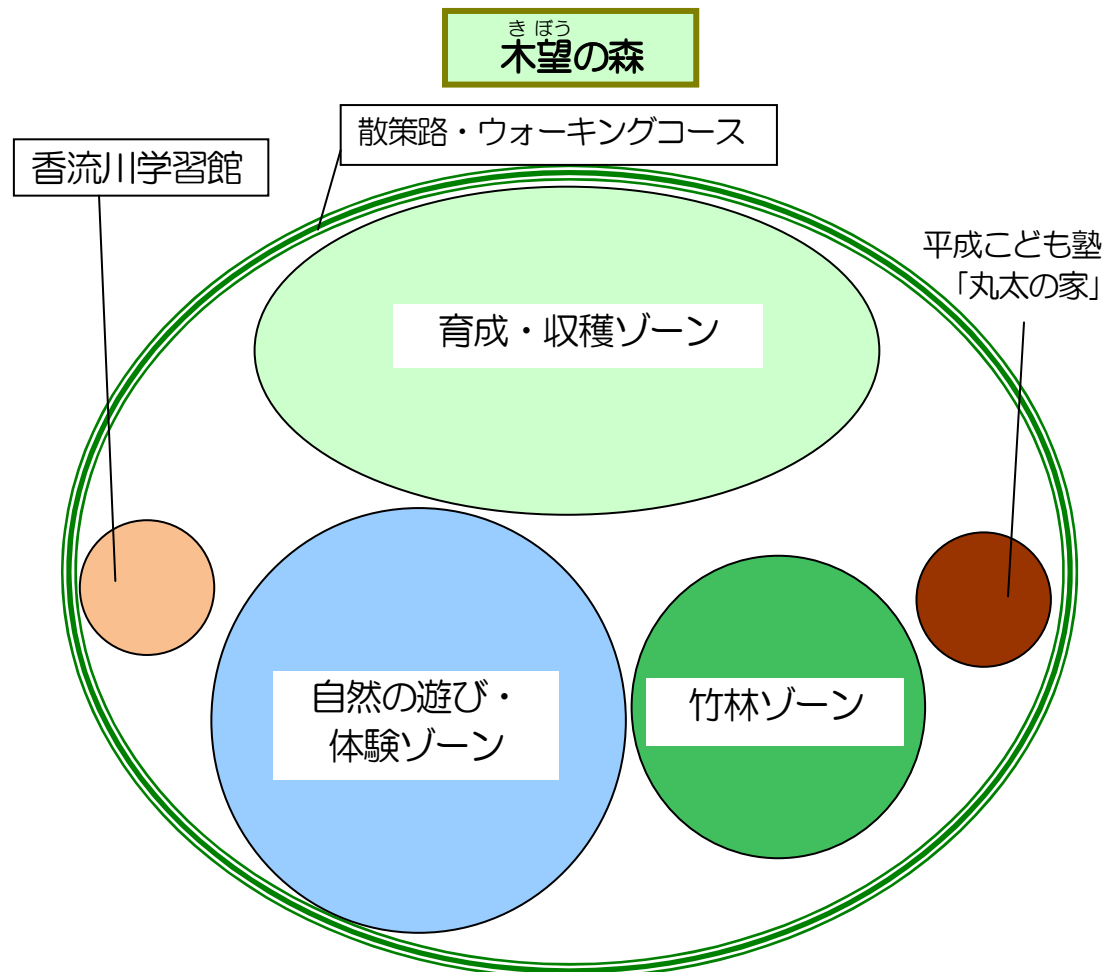 きぼう
木望の森
散策路・ウォーキングコース
香流川学習館
平成こども塾
「丸太の家」
育成・収穫ゾーン
自然の遊び・
体験ゾーン
竹林ゾーン